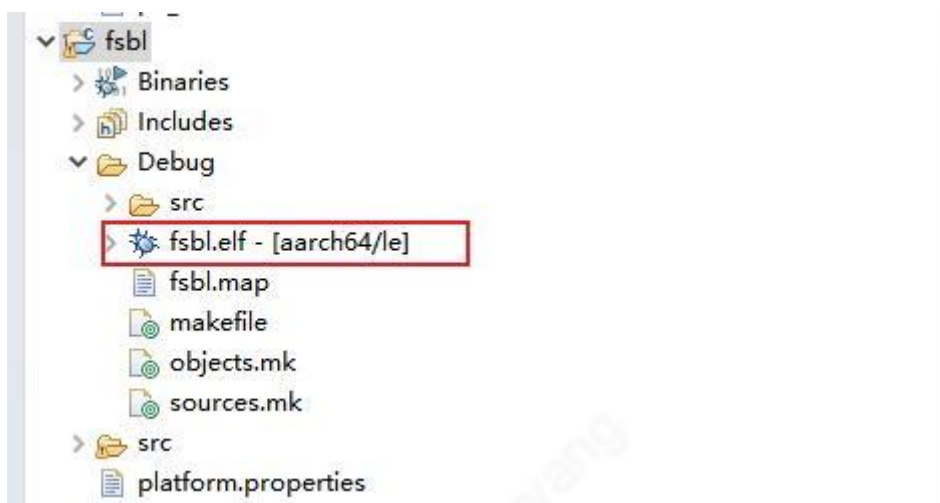 fsbl
Binaries
Includes
Debug
src
fsbl.elf - [aarch64/le]
fsbl.map
makefile
objects.mk
sources.mk
src
platform.properties